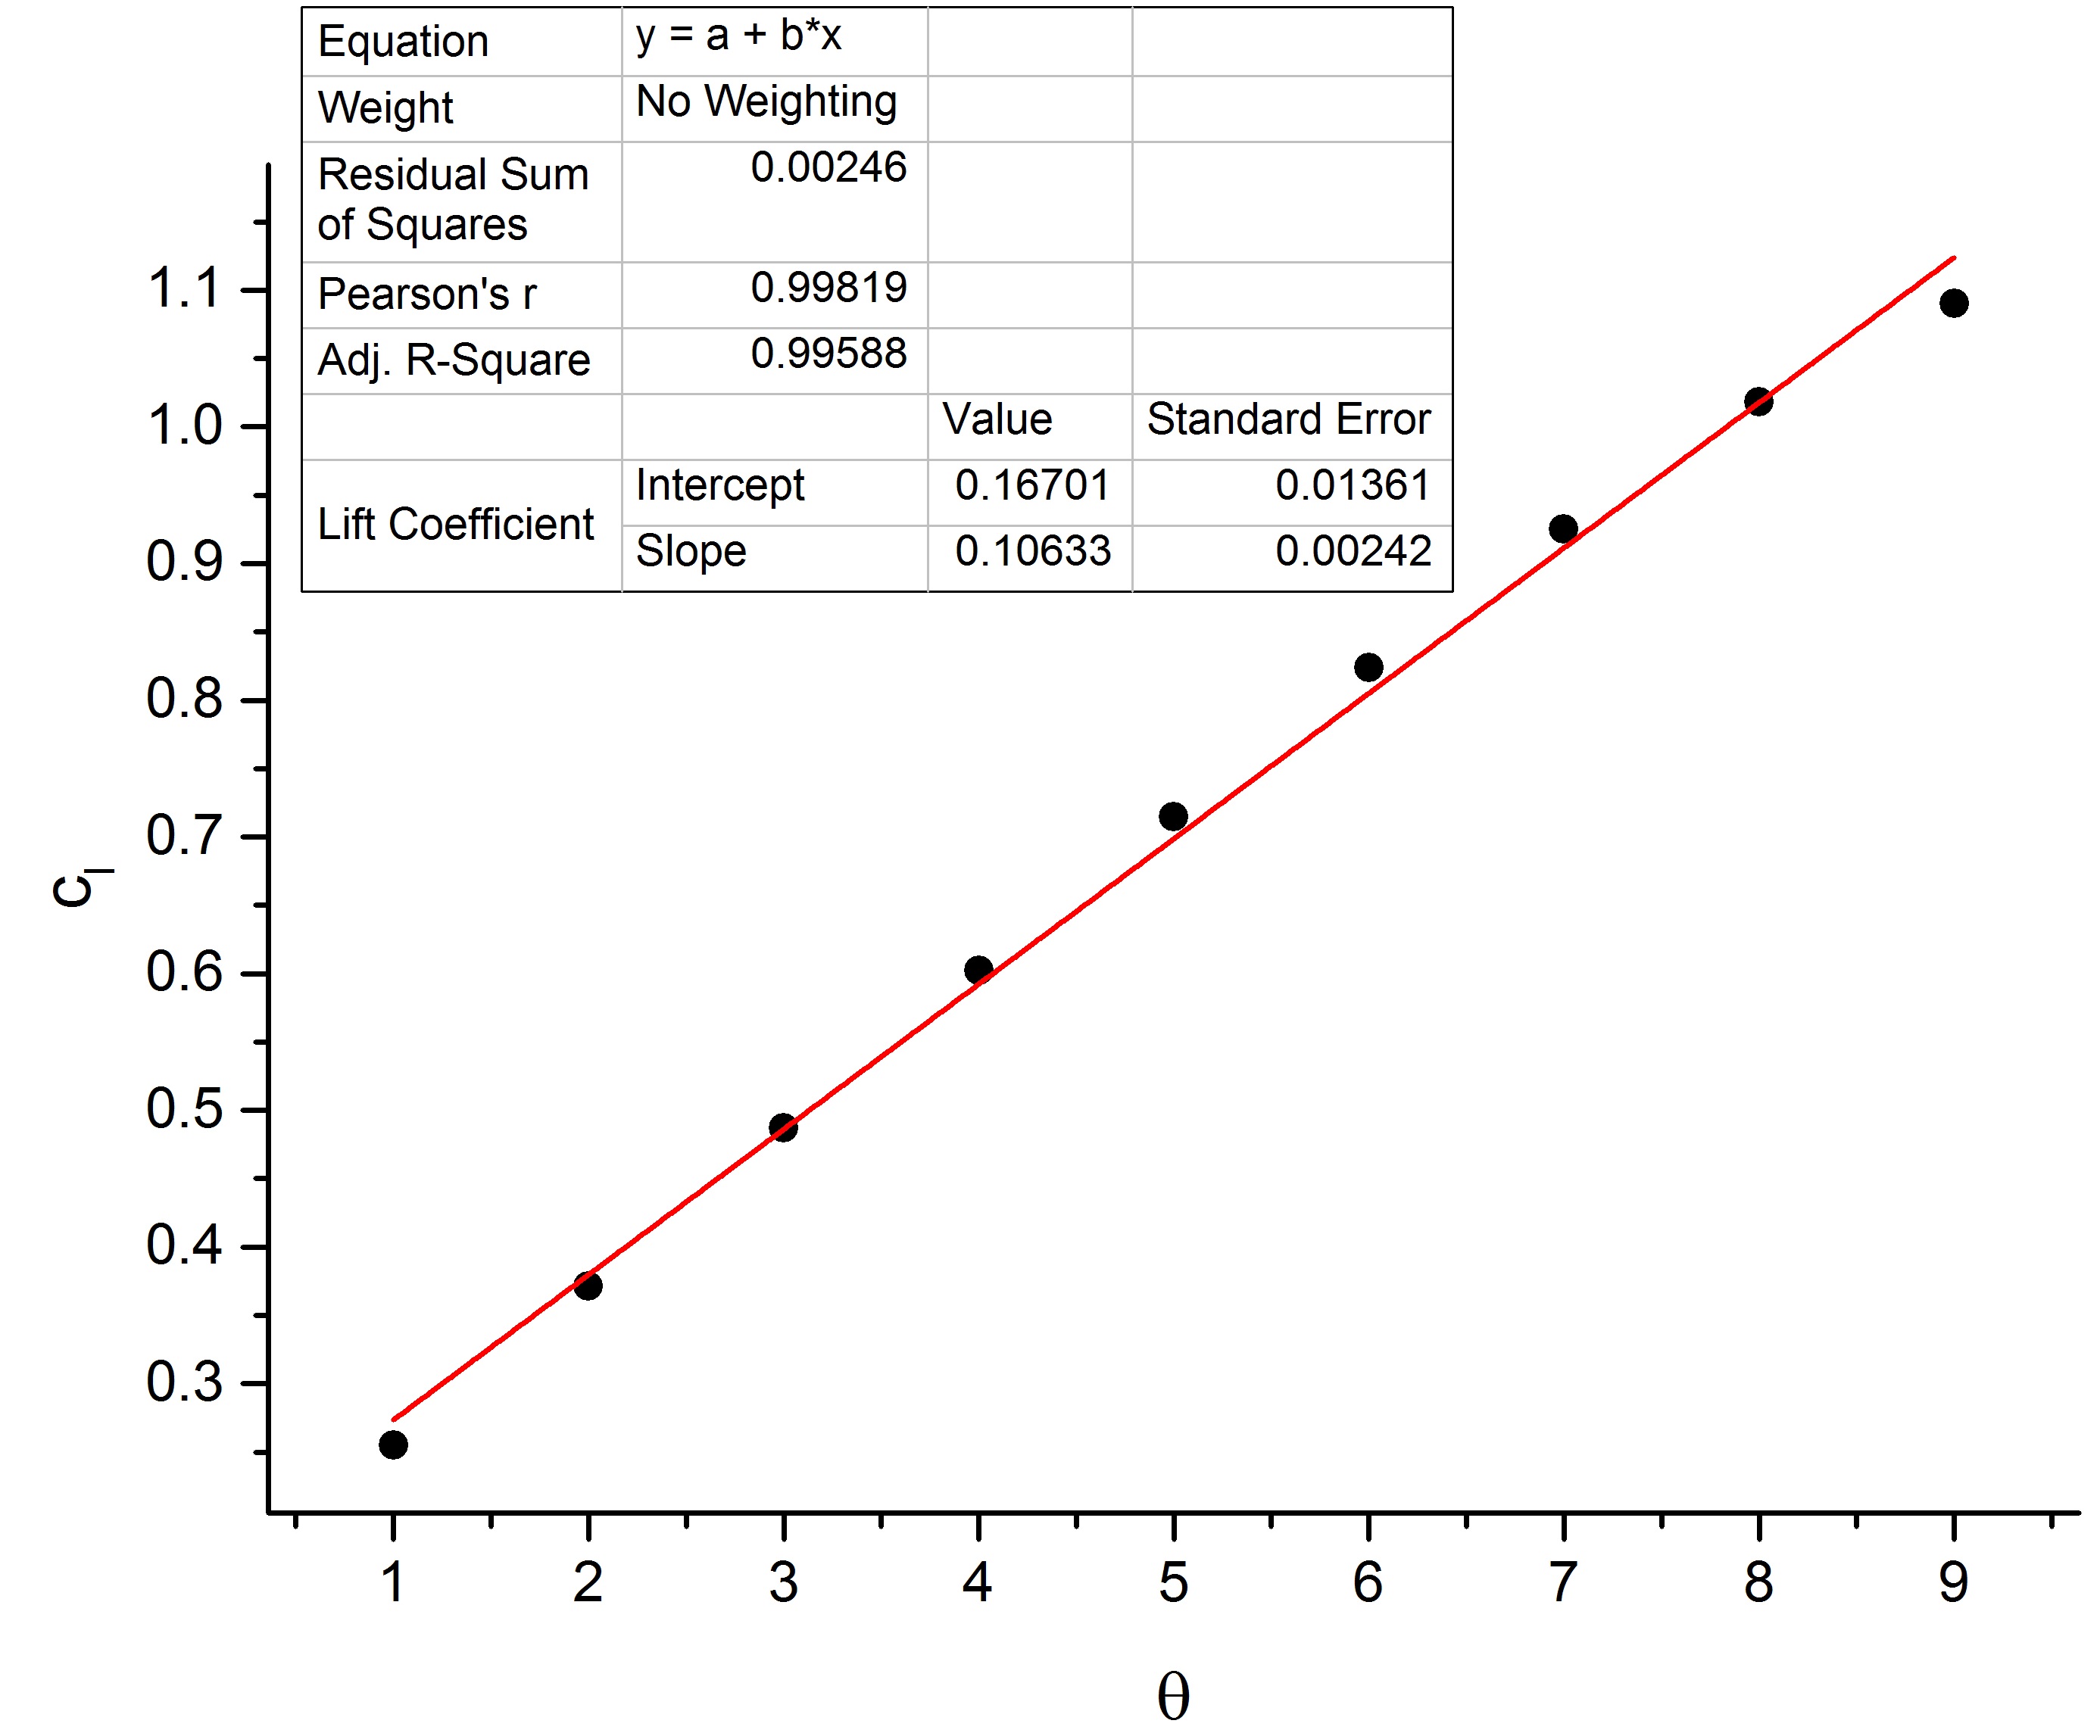 Equation y = a + b*x
Weight No Weighting
Residual Sum 0.00246
of Squares
Pearson's r 0.99819
Adj. R-Square 0.99588
Value Standard Error
Lift Coefficient
Intercept 0.16701 0.01361
Slope 0.10633 0.00242
1.1
1.0
0.9
0.8
0.7
0.6
0.5
0.4
0.3
C_l
1 2 3 4 5 6 7 8 9
θ